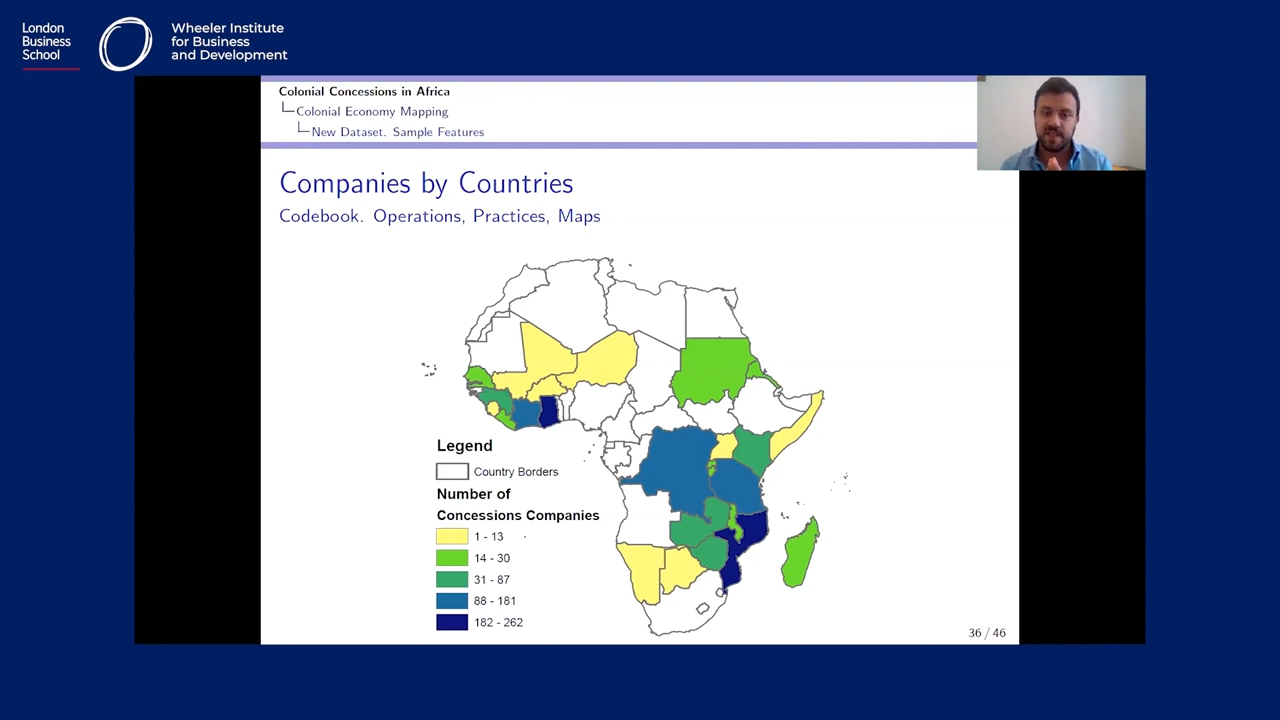 London
Business
School
Wheeler Institute
for Business
and Development
Colonial Concessions in Africa
Colonial Economy Mapping
New Dataset. Sample Features
Companies by Countries
Codebook. Operations, Practices, Maps
Legend
Country Borders
Number of
Concessions Companies
1 - 13
14 - 30
31 - 87
88 - 181
182 - 262
36 / 46